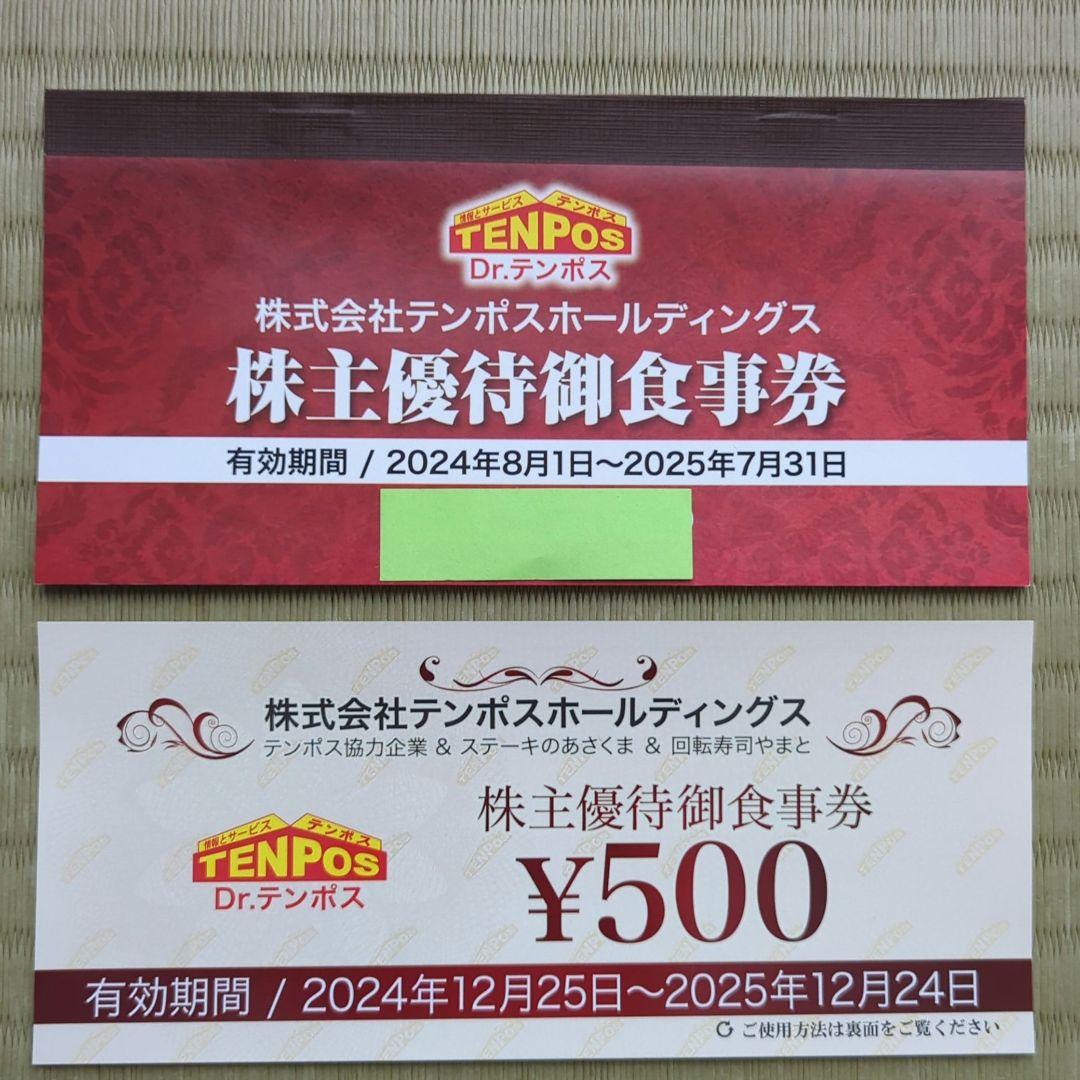 情報とサービス テンポス
TENPOS
Dr.テンポス
株式会社テンポスホールディングス
株主優待御食事券
有効期間 / 2024年8月1日～2025年7月31日
株式会社テンポスホールディングス
テンポス協力企業 & ステーキのあさくま & 回転寿司やまと
株主優待御食事券
情報とサービス テンポス
TENPOS
Dr.テンポス
¥500
有効期間 / 2024年12月25日～2025年12月24日
ご使用方法は裏面をご覧ください